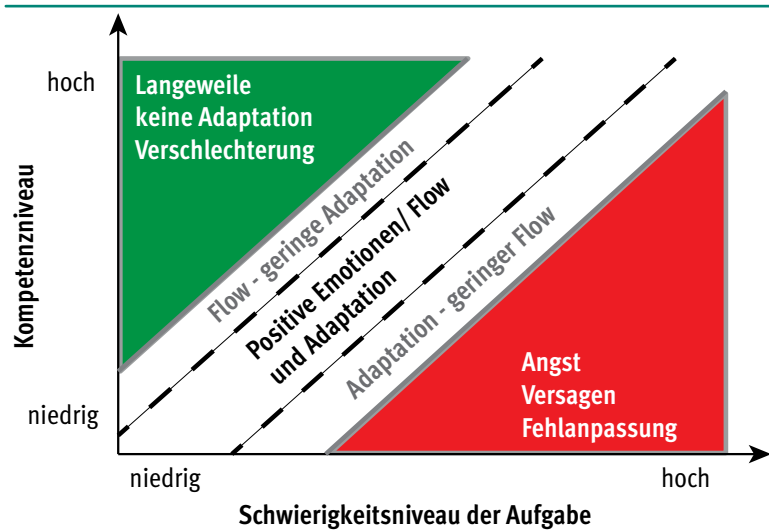 hoch
Langeweile
keine Adaptation
Verschlechterung
Kompetenzniveau
Flow - geringe Adaptation
Positive Emotionen/ Flow
und Adaptation
Adaptation - geringer Flow
Angst
Versagen
Fehlanpassung
niedrig
niedrig
hoch
Schwierigkeitsniveau der Aufgabe